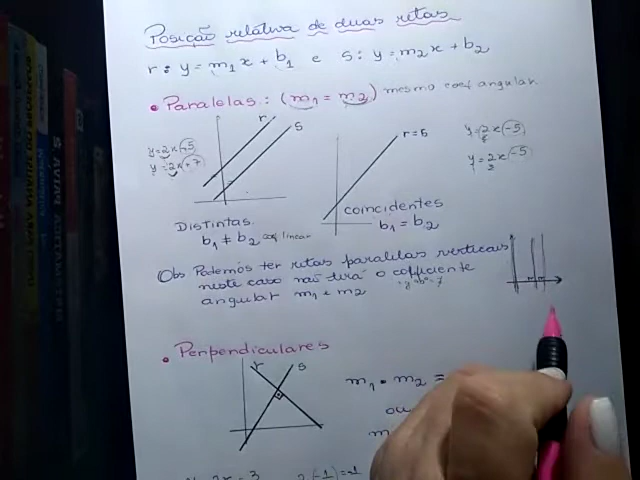 Posição relativa de duas retas
r: y = m₁x + b₁ e s: y = m₂x + b₂
• Paralelas: (m₁ = m₂) mesmo coef angular
r
s
y = 2x - 5
y = 2x + 7
r = s
y = 2x - 5
y = 2x - 5
Distintas
b₁ ≠ b₂ coef linear
coincidentes
b₁ = b₂
Obs Podemos ter retas paralelas verticais
neste caso não terá o coeficiente
angular m₁ e m₂
• Perpendiculares
r
s
m₁ • m₂ =
ou
m